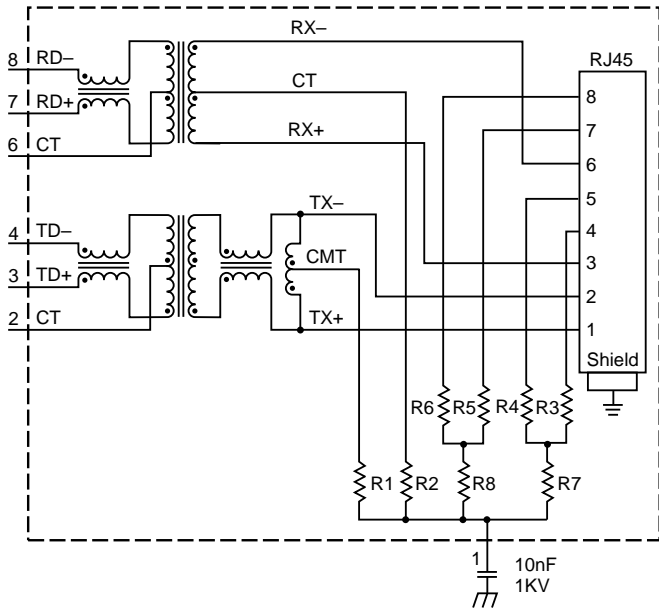 RX–
RJ45
8 RD–
CT
8
7 RD+
7
RX+
6
6 CT
5
TX–
4
4 TD–
CMT
3
3 TD+
2
2 CT
TX+
1
Shield
R6 R5 R4 R3
R1 R2 R8 R7
1 10nF
1KV